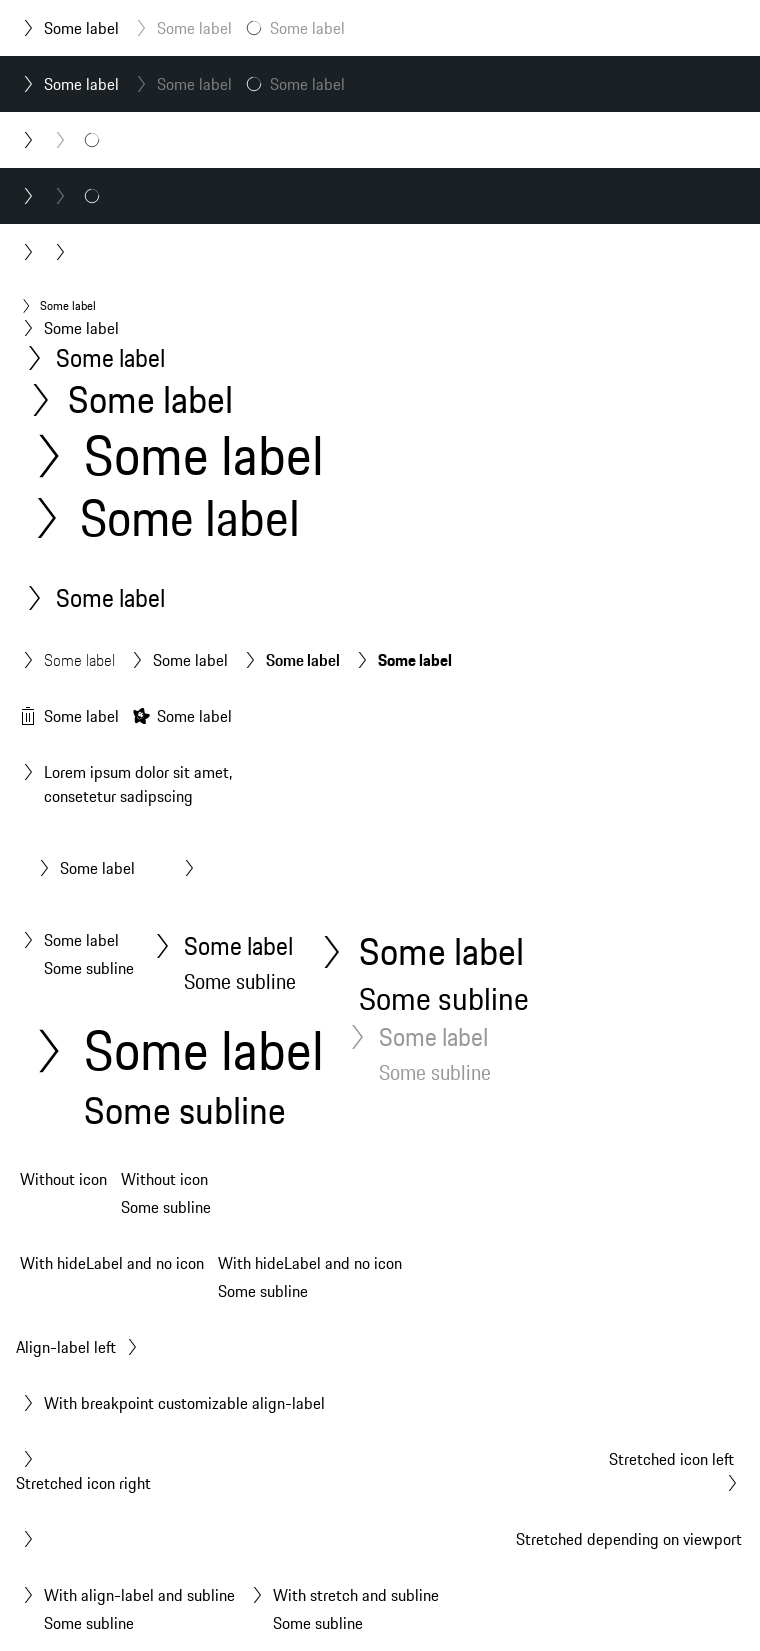 Some label Some label Some label
Some label Some label Some label
Some label
Some label
Some label
Some label
Some label
Some label
Some label
Some label Some label Some label Some label
Some label Some label
Lorem ipsum dolor sit amet,
consetetur sadipscing
Some label
Some label Some label Some label
Some subline Some subline Some subline
Some label Some label
Some subline Some subline
Without icon Without icon
Some subline
With hideLabel and no icon With hideLabel and no icon
Some subline
Align-label left
With breakpoint customizable align-label
Stretched icon left
Stretched icon right
Stretched depending on viewport
With align-label and subline With stretch and subline
Some subline Some subline